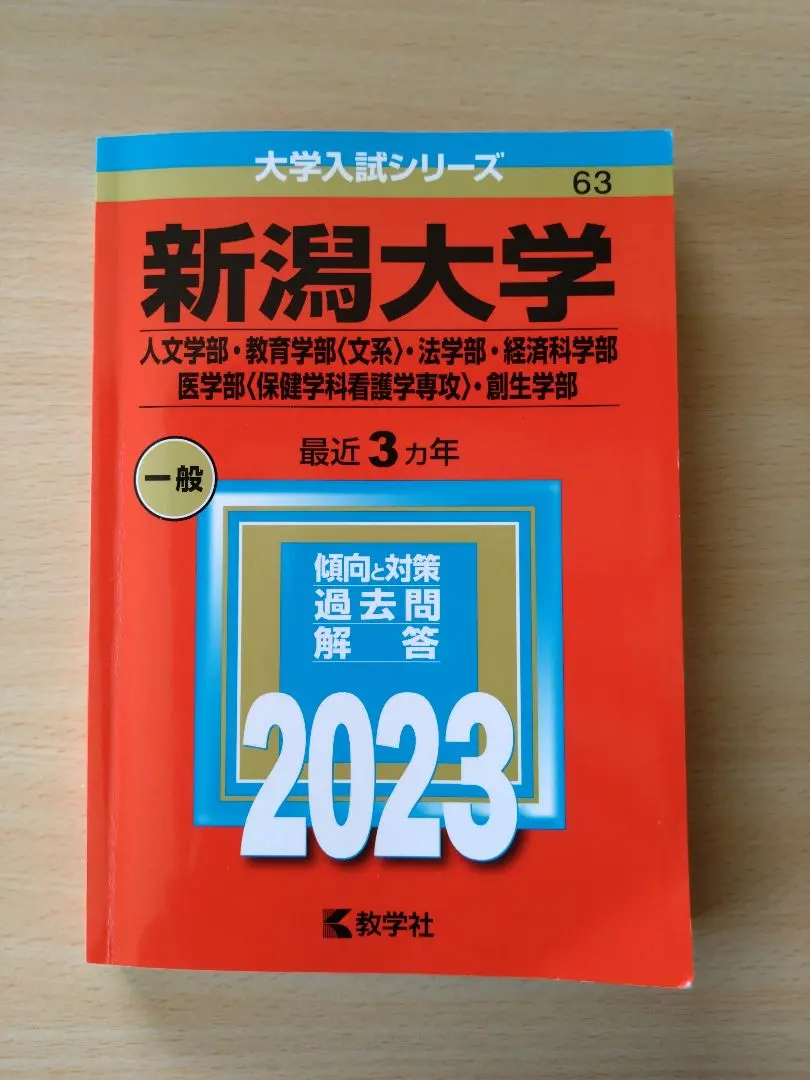 大学入試シリーズ
63
新潟大学
人文学部・教育学部〈文系〉・法学部・経済科学部
医学部〈保健学科看護学専攻〉・創生学部
最近3カ年
一般
傾向と対策
過去問
解答
2023
教学社